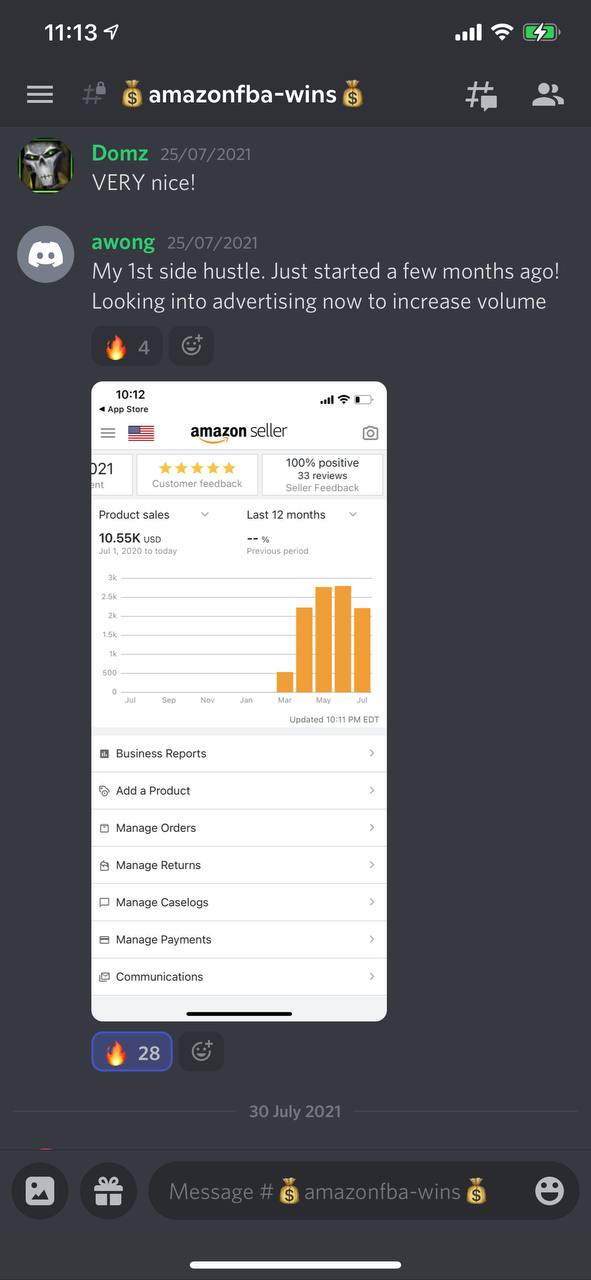 11:13
💰amazonfba-wins💰
Domz 25/07/2021
VERY nice!
awong 25/07/2021
My 1st side hustle. Just started a few months ago!
Looking into advertising now to increase volume
🔥 4
10:12
◀ App Store
amazon seller
021
ent
★★★★★
Customer feedback
100% positive
33 reviews
Seller Feedback
Product sales
Last 12 months
10.55K USD
Jul 1, 2020 to today
-- %
Previous period
3k
2.5k
2k
1.5k
1k
500
0
Jul Sep Nov Jan Mar May Jul
Updated 10:11 PM EDT
Business Reports
Add a Product
Manage Orders
Manage Returns
Manage Caselogs
Manage Payments
Communications
🔥 28
30 July 2021
Message #💰amazonfba-wins💰